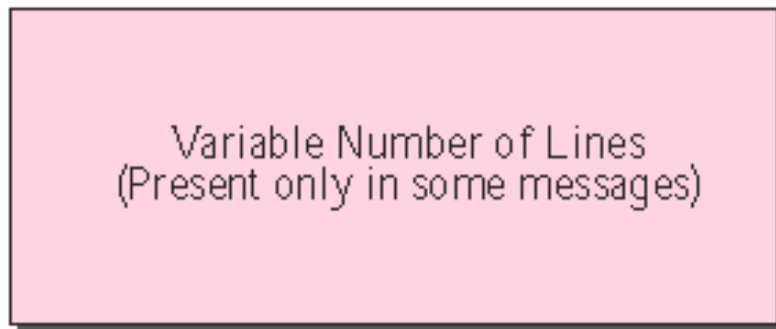 Variable Number of Lines
(Present only in some messages)